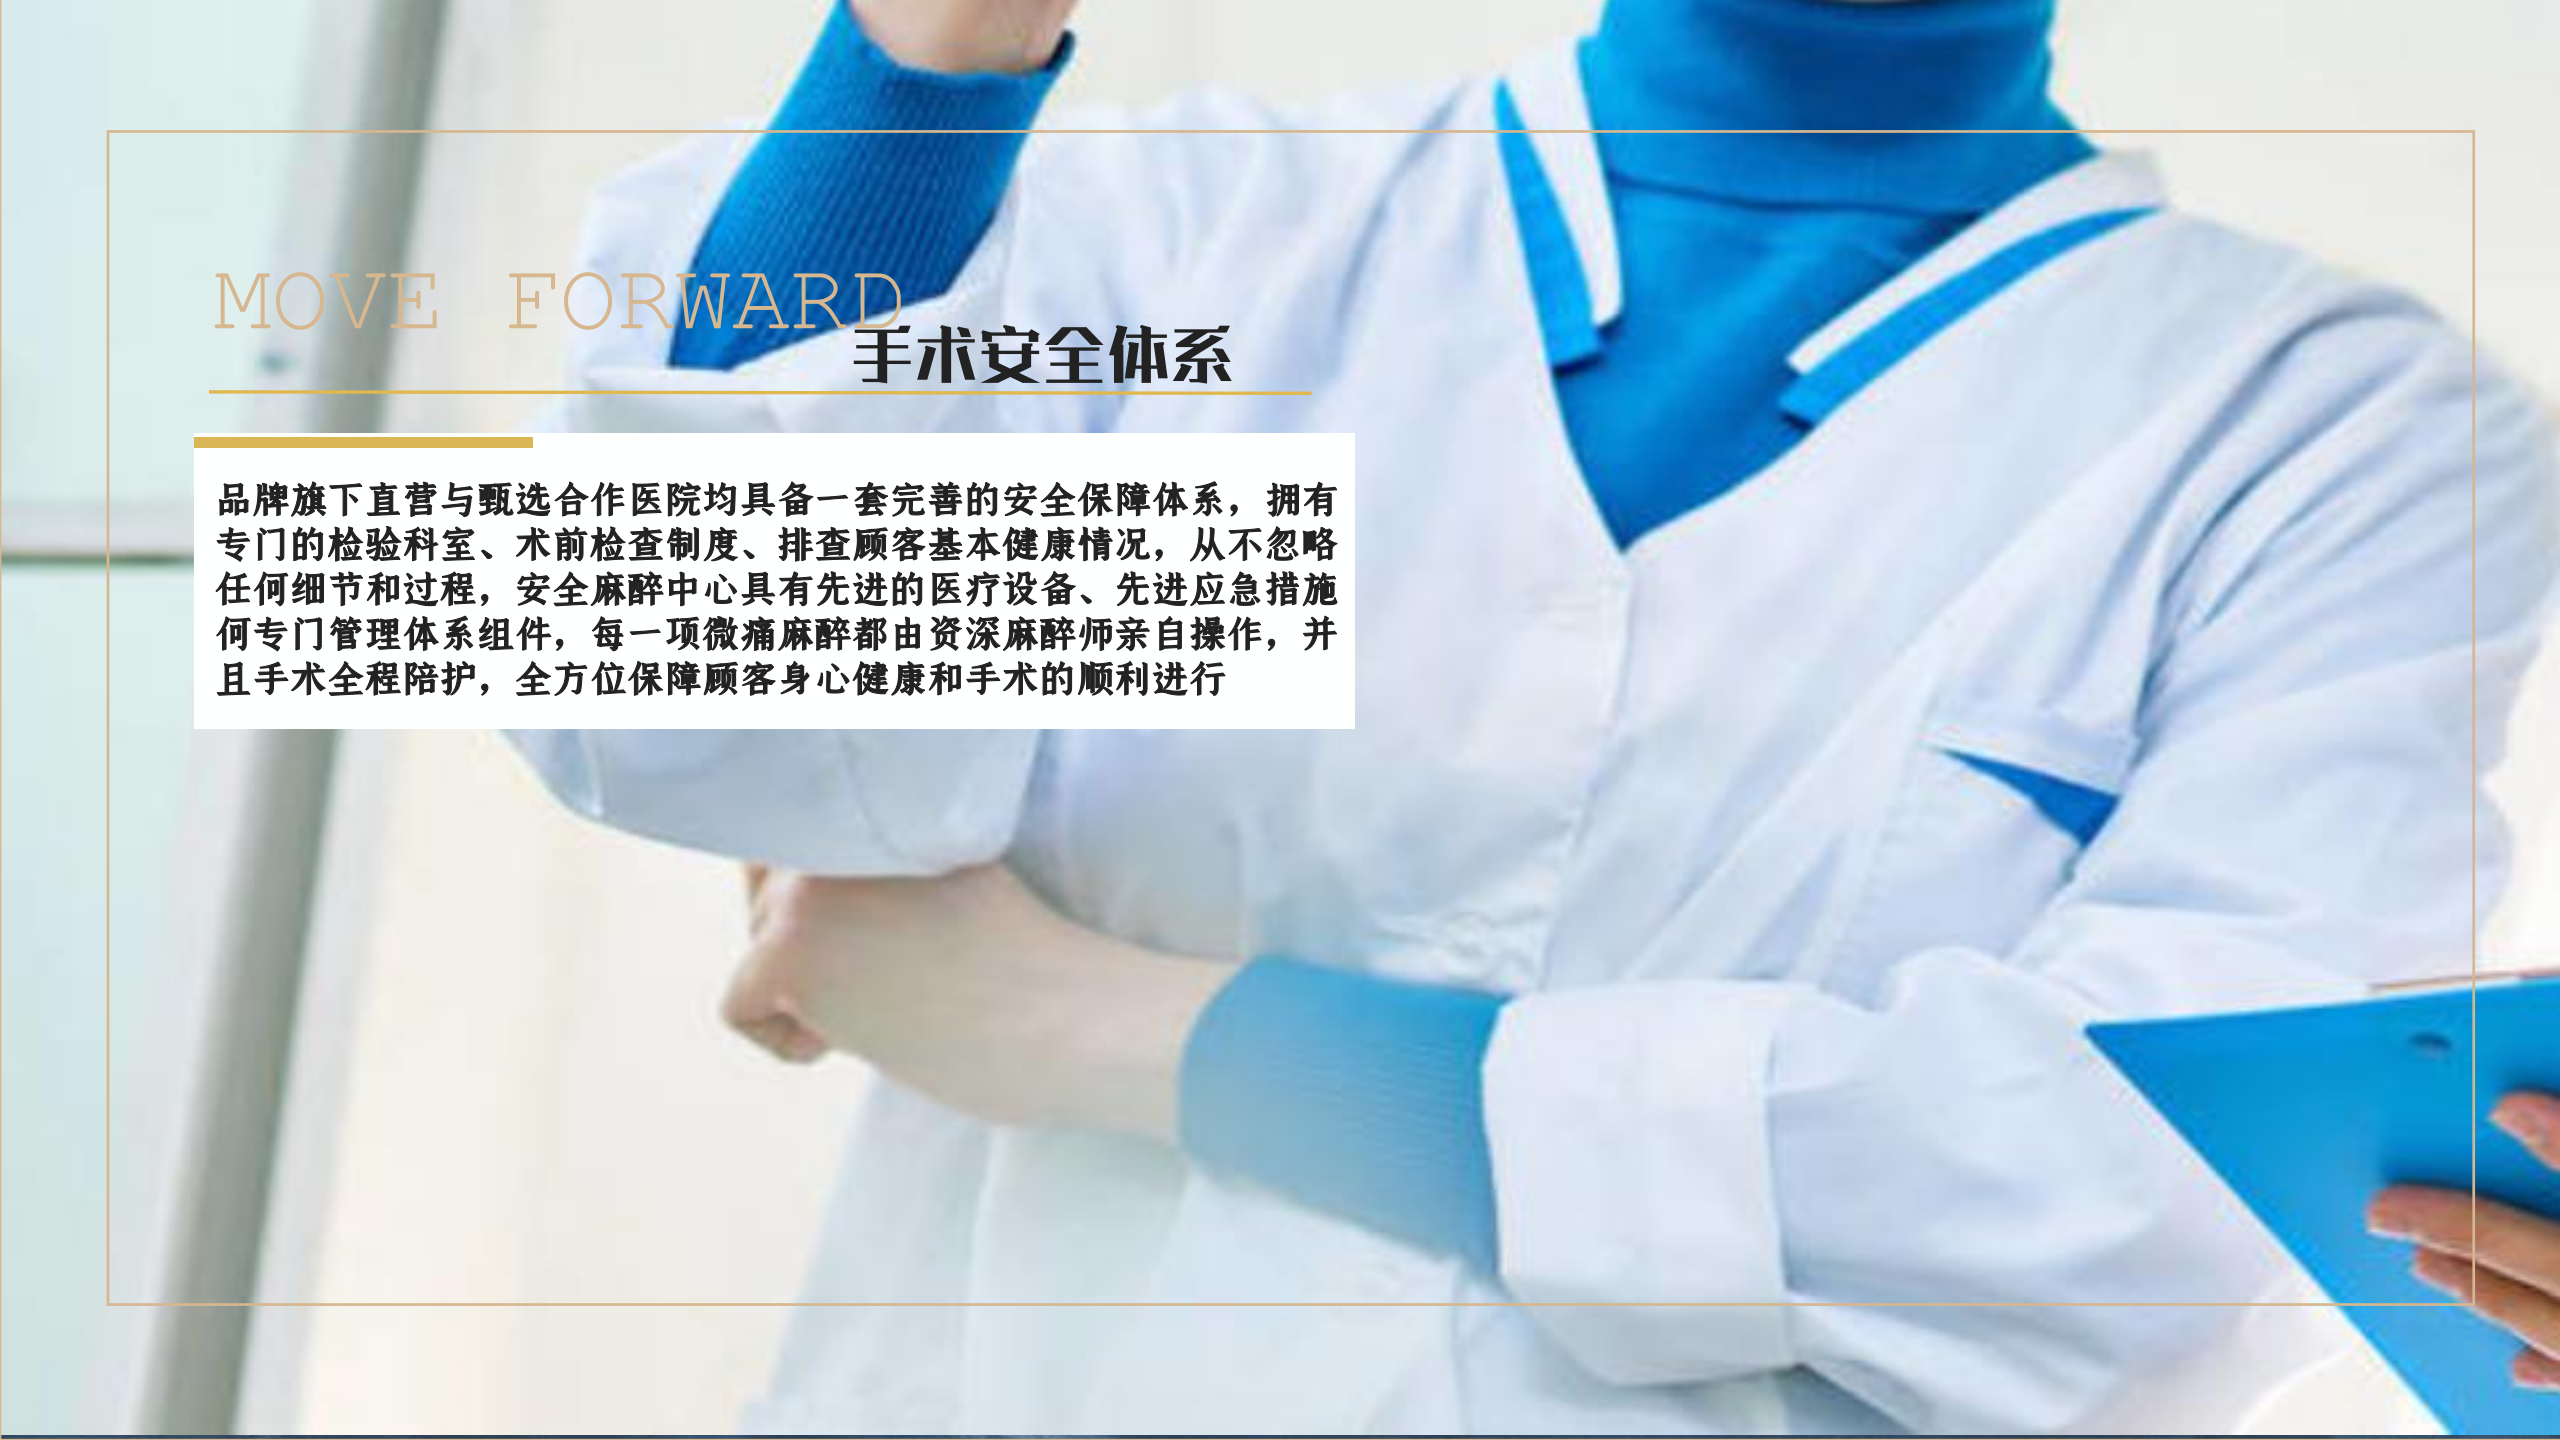 MOVE FORWARD
手术安全体系
品牌旗下直营与甄选合作医院均具备一套完善的安全保障体系，拥有
专门的检验科室、术前检查制度、排查顾客基本健康情况，从不忽略
任何细节和过程，安全麻醉中心具有先进的医疗设备、先进应急措施
何专门管理体系组件，每一项微痛麻醉都由资深麻醉师亲自操作，并
且手术全程陪护，全方位保障顾客身心健康和手术的顺利进行